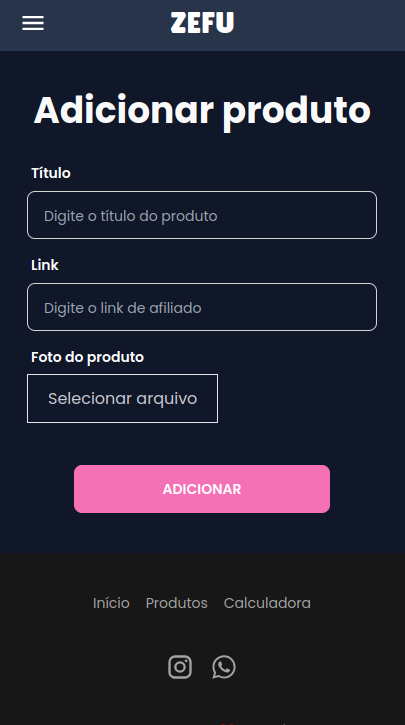 ZEFU
Adicionar produto
Título
Digite o título do produto
Link
Digite o link de afiliado
Foto do produto
Selecionar arquivo
ADICIONAR
Início Produtos Calculadora